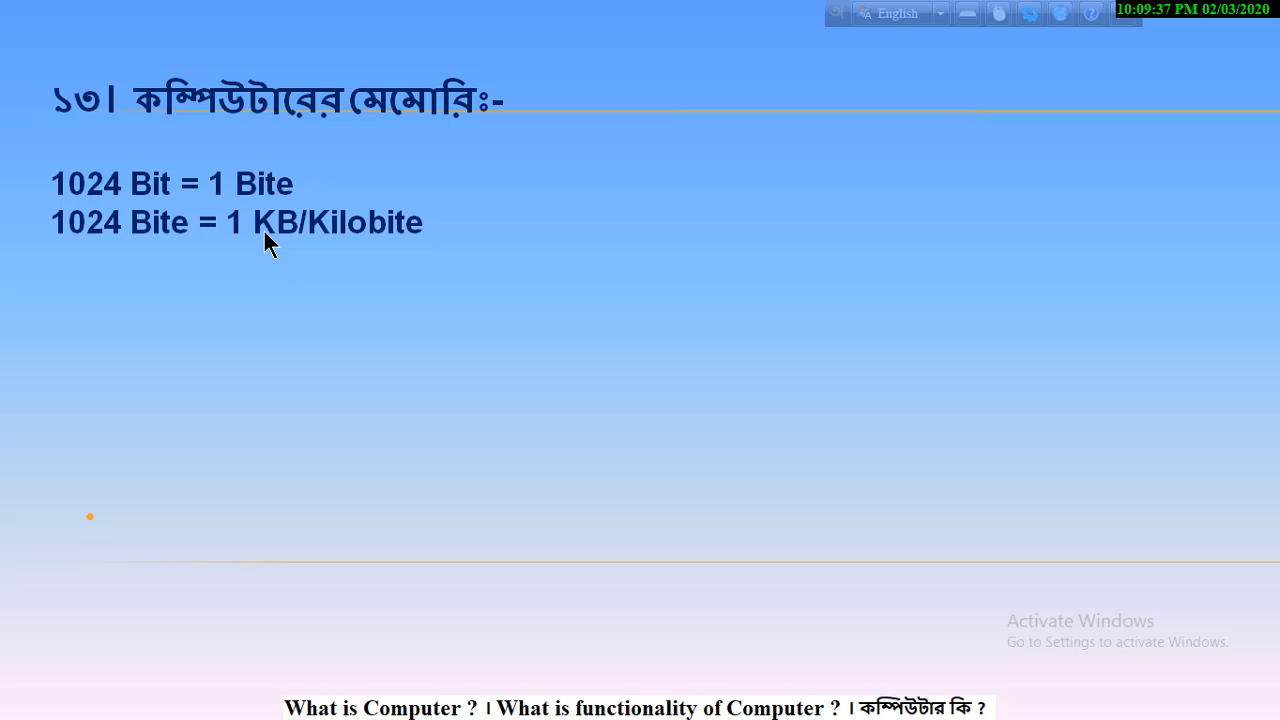 English
10:09:37 PM 02/03/2020
১৩। কম্পিউটারের মেমোরিঃ-
1024 Bit = 1 Bite
1024 Bite = 1 KB/Kilobite
Activate Windows
Go to Settings to activate Windows.
What is Computer ? । What is functionality of Computer ? । কম্পিউটার কি ?